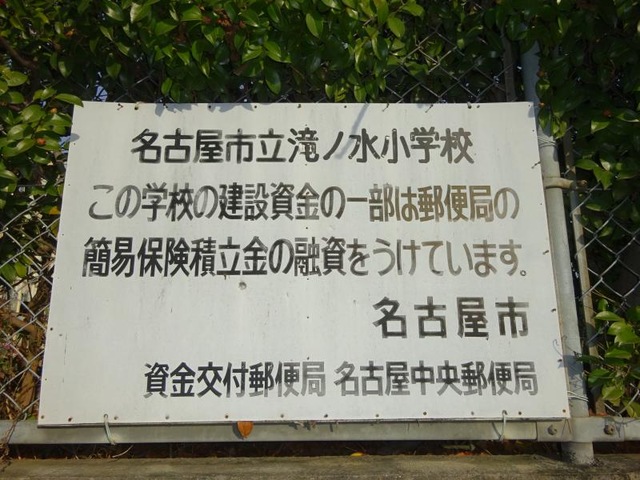 名古屋市立滝ノ水小学校
この学校の建設資金の一部は郵便局の
簡易保険積立金の融資をうけています。
名古屋市
資金交付郵便局 名古屋中央郵便局